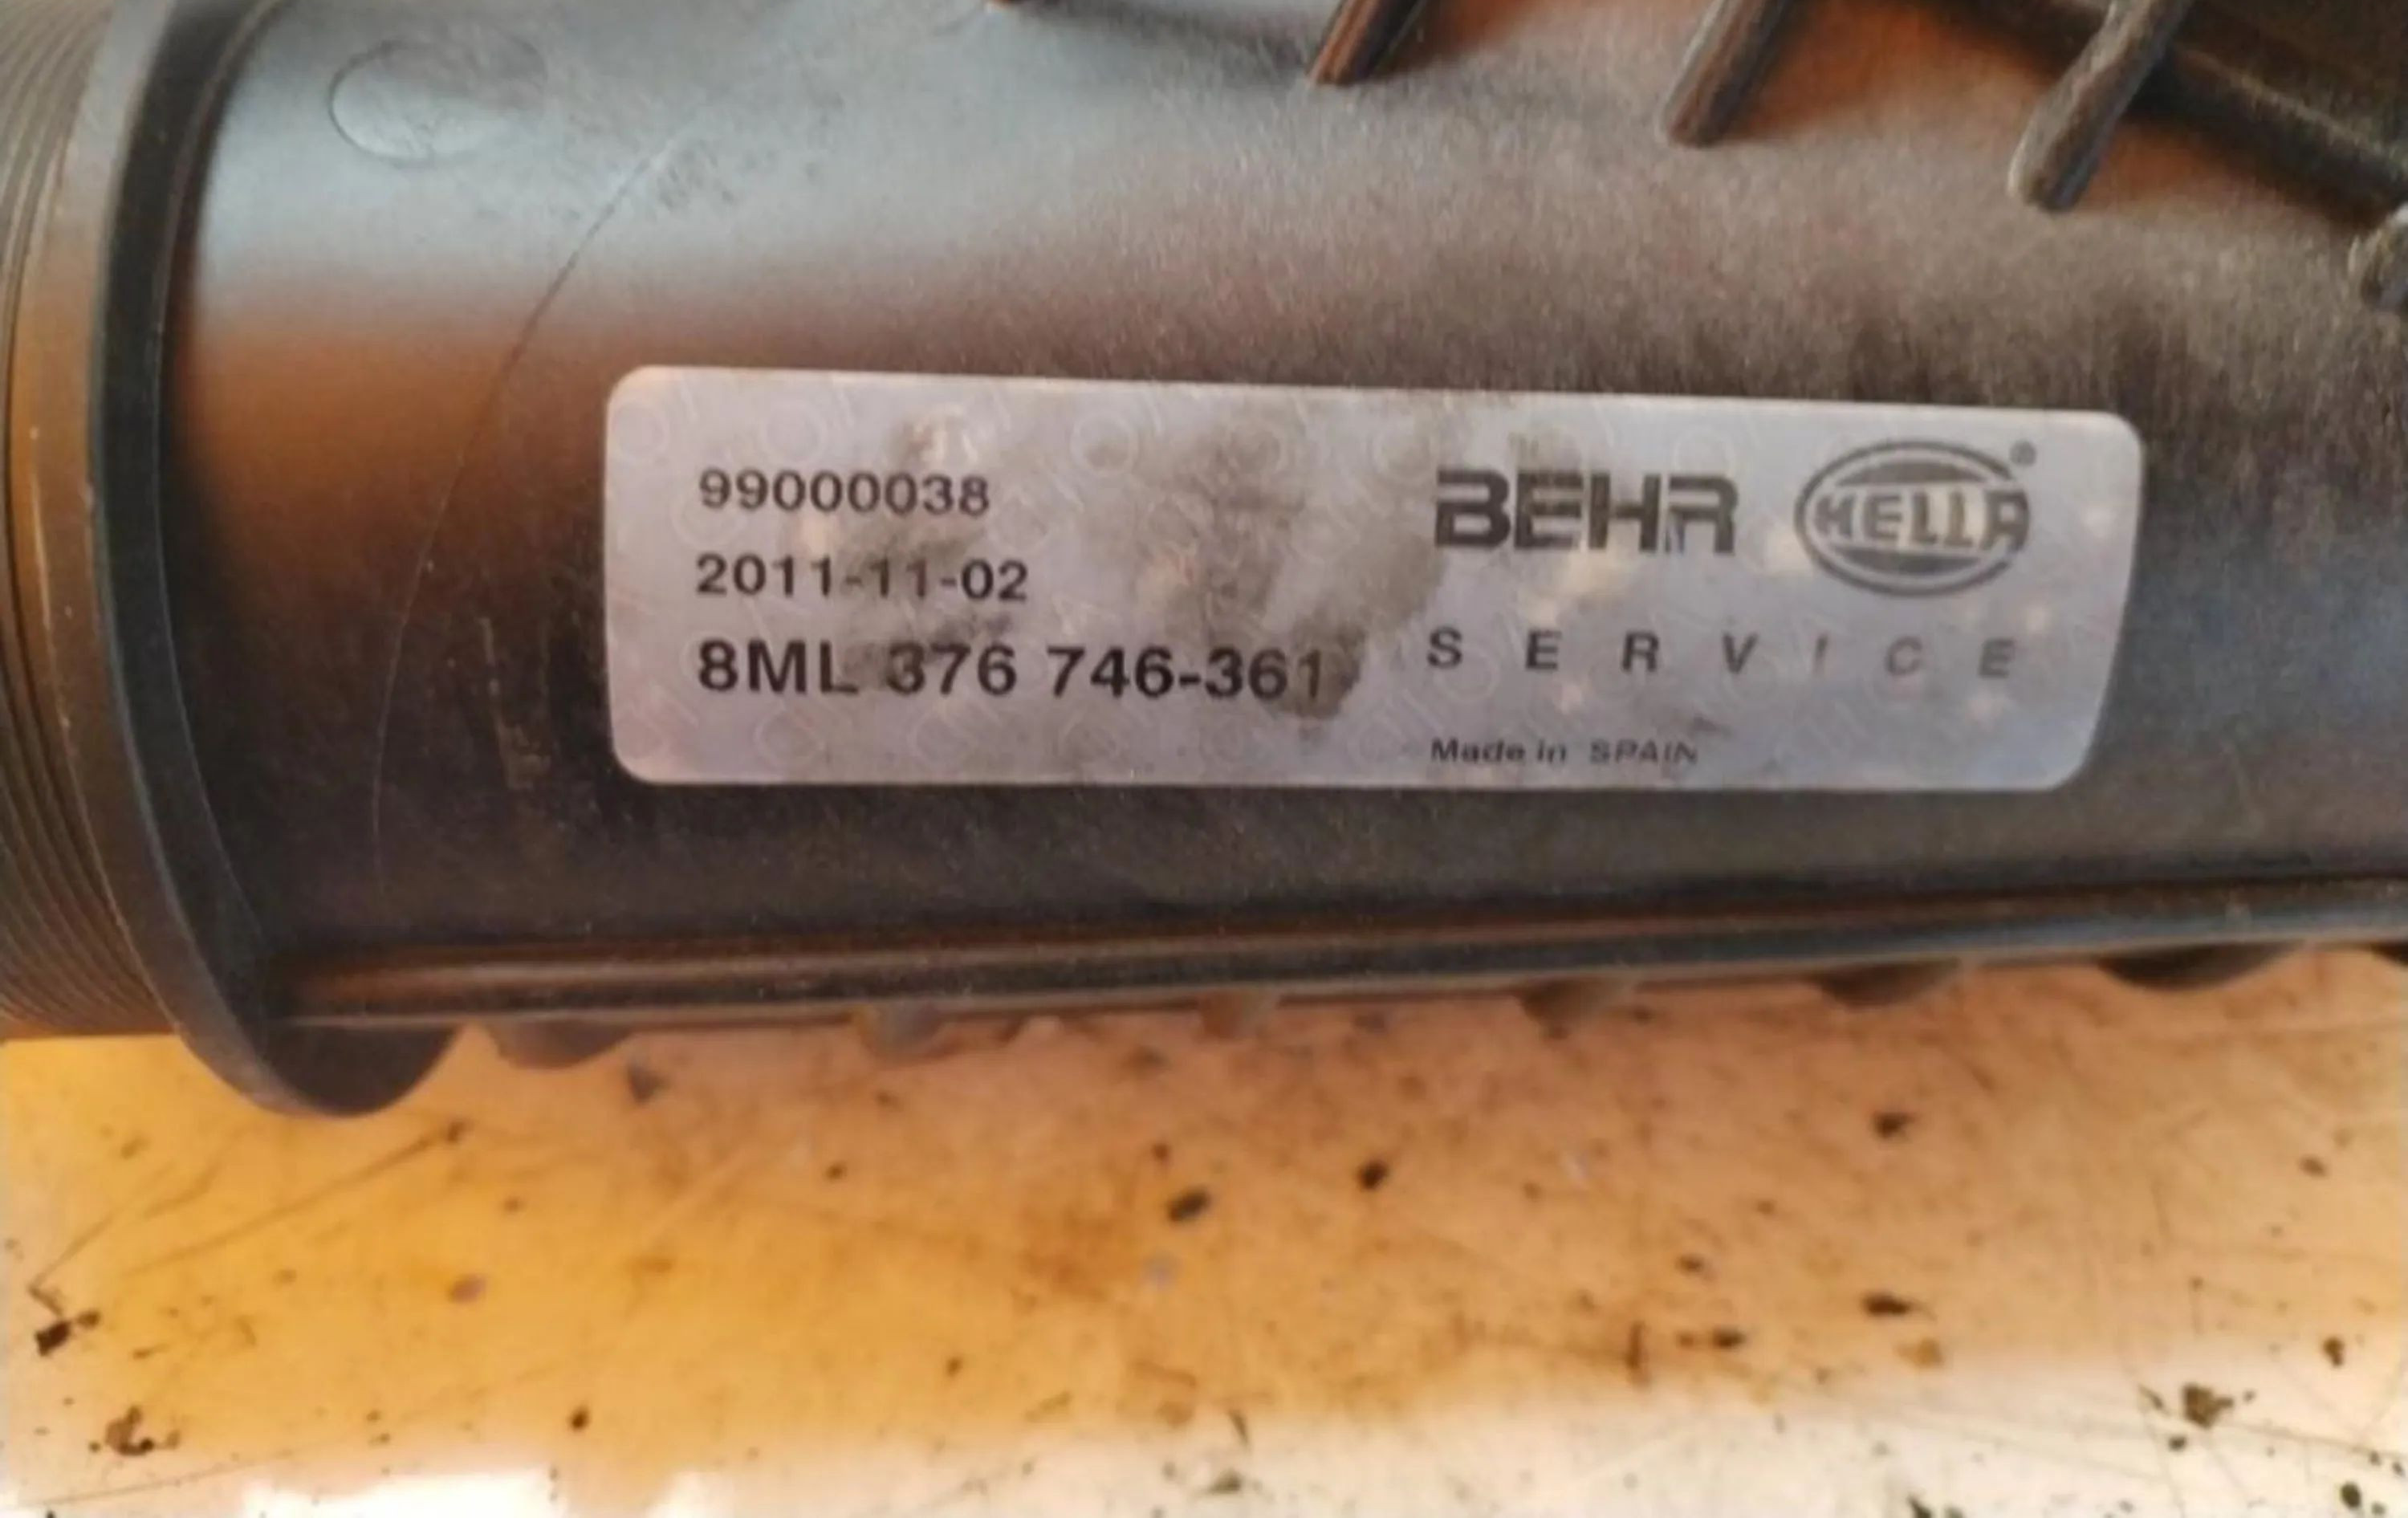 99000038
2011-11-02
8ML 376 746-361
BEHR HELLA®
SERVICE
Made in SPAIN